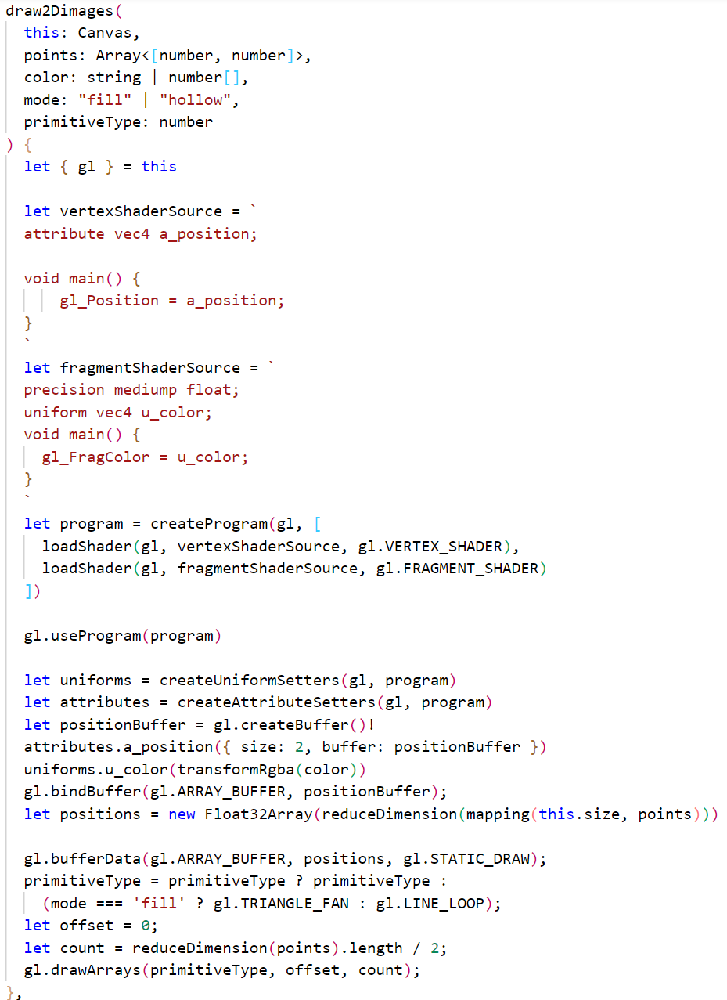 draw2Dimages(
  this: Canvas,
  points: Array<[number, number]>,
  color: string | number[],
  mode: "fill" | "hollow",
  primitiveType: number
) {
  let { gl } = this

  let vertexShaderSource = `
  attribute vec4 a_position;

  void main() {
      gl_Position = a_position;
  }
  `
  let fragmentShaderSource = `
  precision mediump float;
  uniform vec4 u_color;
  void main() {
    gl_FragColor = u_color;
  }
  `
  let program = createProgram(gl, [
    loadShader(gl, vertexShaderSource, gl.VERTEX_SHADER),
    loadShader(gl, fragmentShaderSource, gl.FRAGMENT_SHADER)
  ])

  gl.useProgram(program)

  let uniforms = createUniformSetters(gl, program)
  let attributes = createAttributeSetters(gl, program)
  let positionBuffer = gl.createBuffer()!
  attributes.a_position({ size: 2, buffer: positionBuffer })
  uniforms.u_color(transformRgba(color))
  gl.bindBuffer(gl.ARRAY_BUFFER, positionBuffer);
  let positions = new Float32Array(reduceDimension(mapping(this.size, points)))

  gl.bufferData(gl.ARRAY_BUFFER, positions, gl.STATIC_DRAW);
  primitiveType = primitiveType ? primitiveType :
    (mode === 'fill' ? gl.TRIANGLE_FAN : gl.LINE_LOOP);
  let offset = 0;
  let count = reduceDimension(points).length / 2;
  gl.drawArrays(primitiveType, offset, count);
},